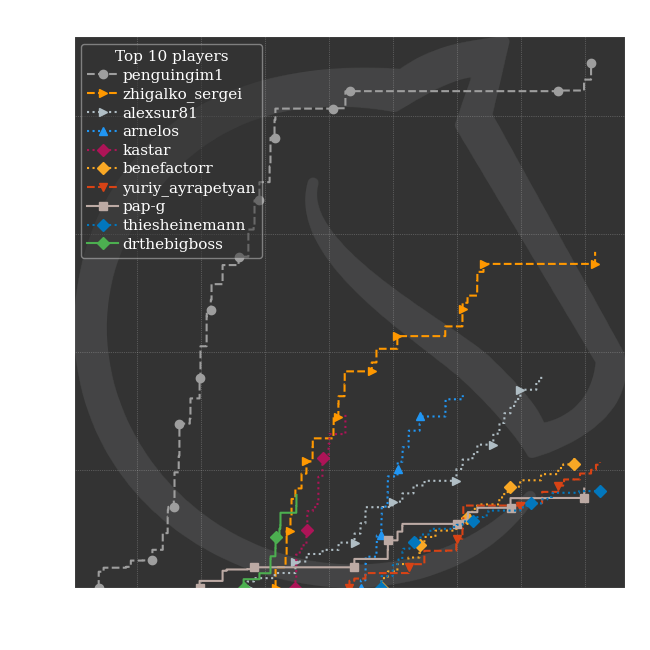 Top 10 players
penguingim1
zhigalko_sergei
alexsur81
arnelos
kastar
benefactorr
yuriy_ayrapetyan
pap-g
thiesheinemann
drthebigboss